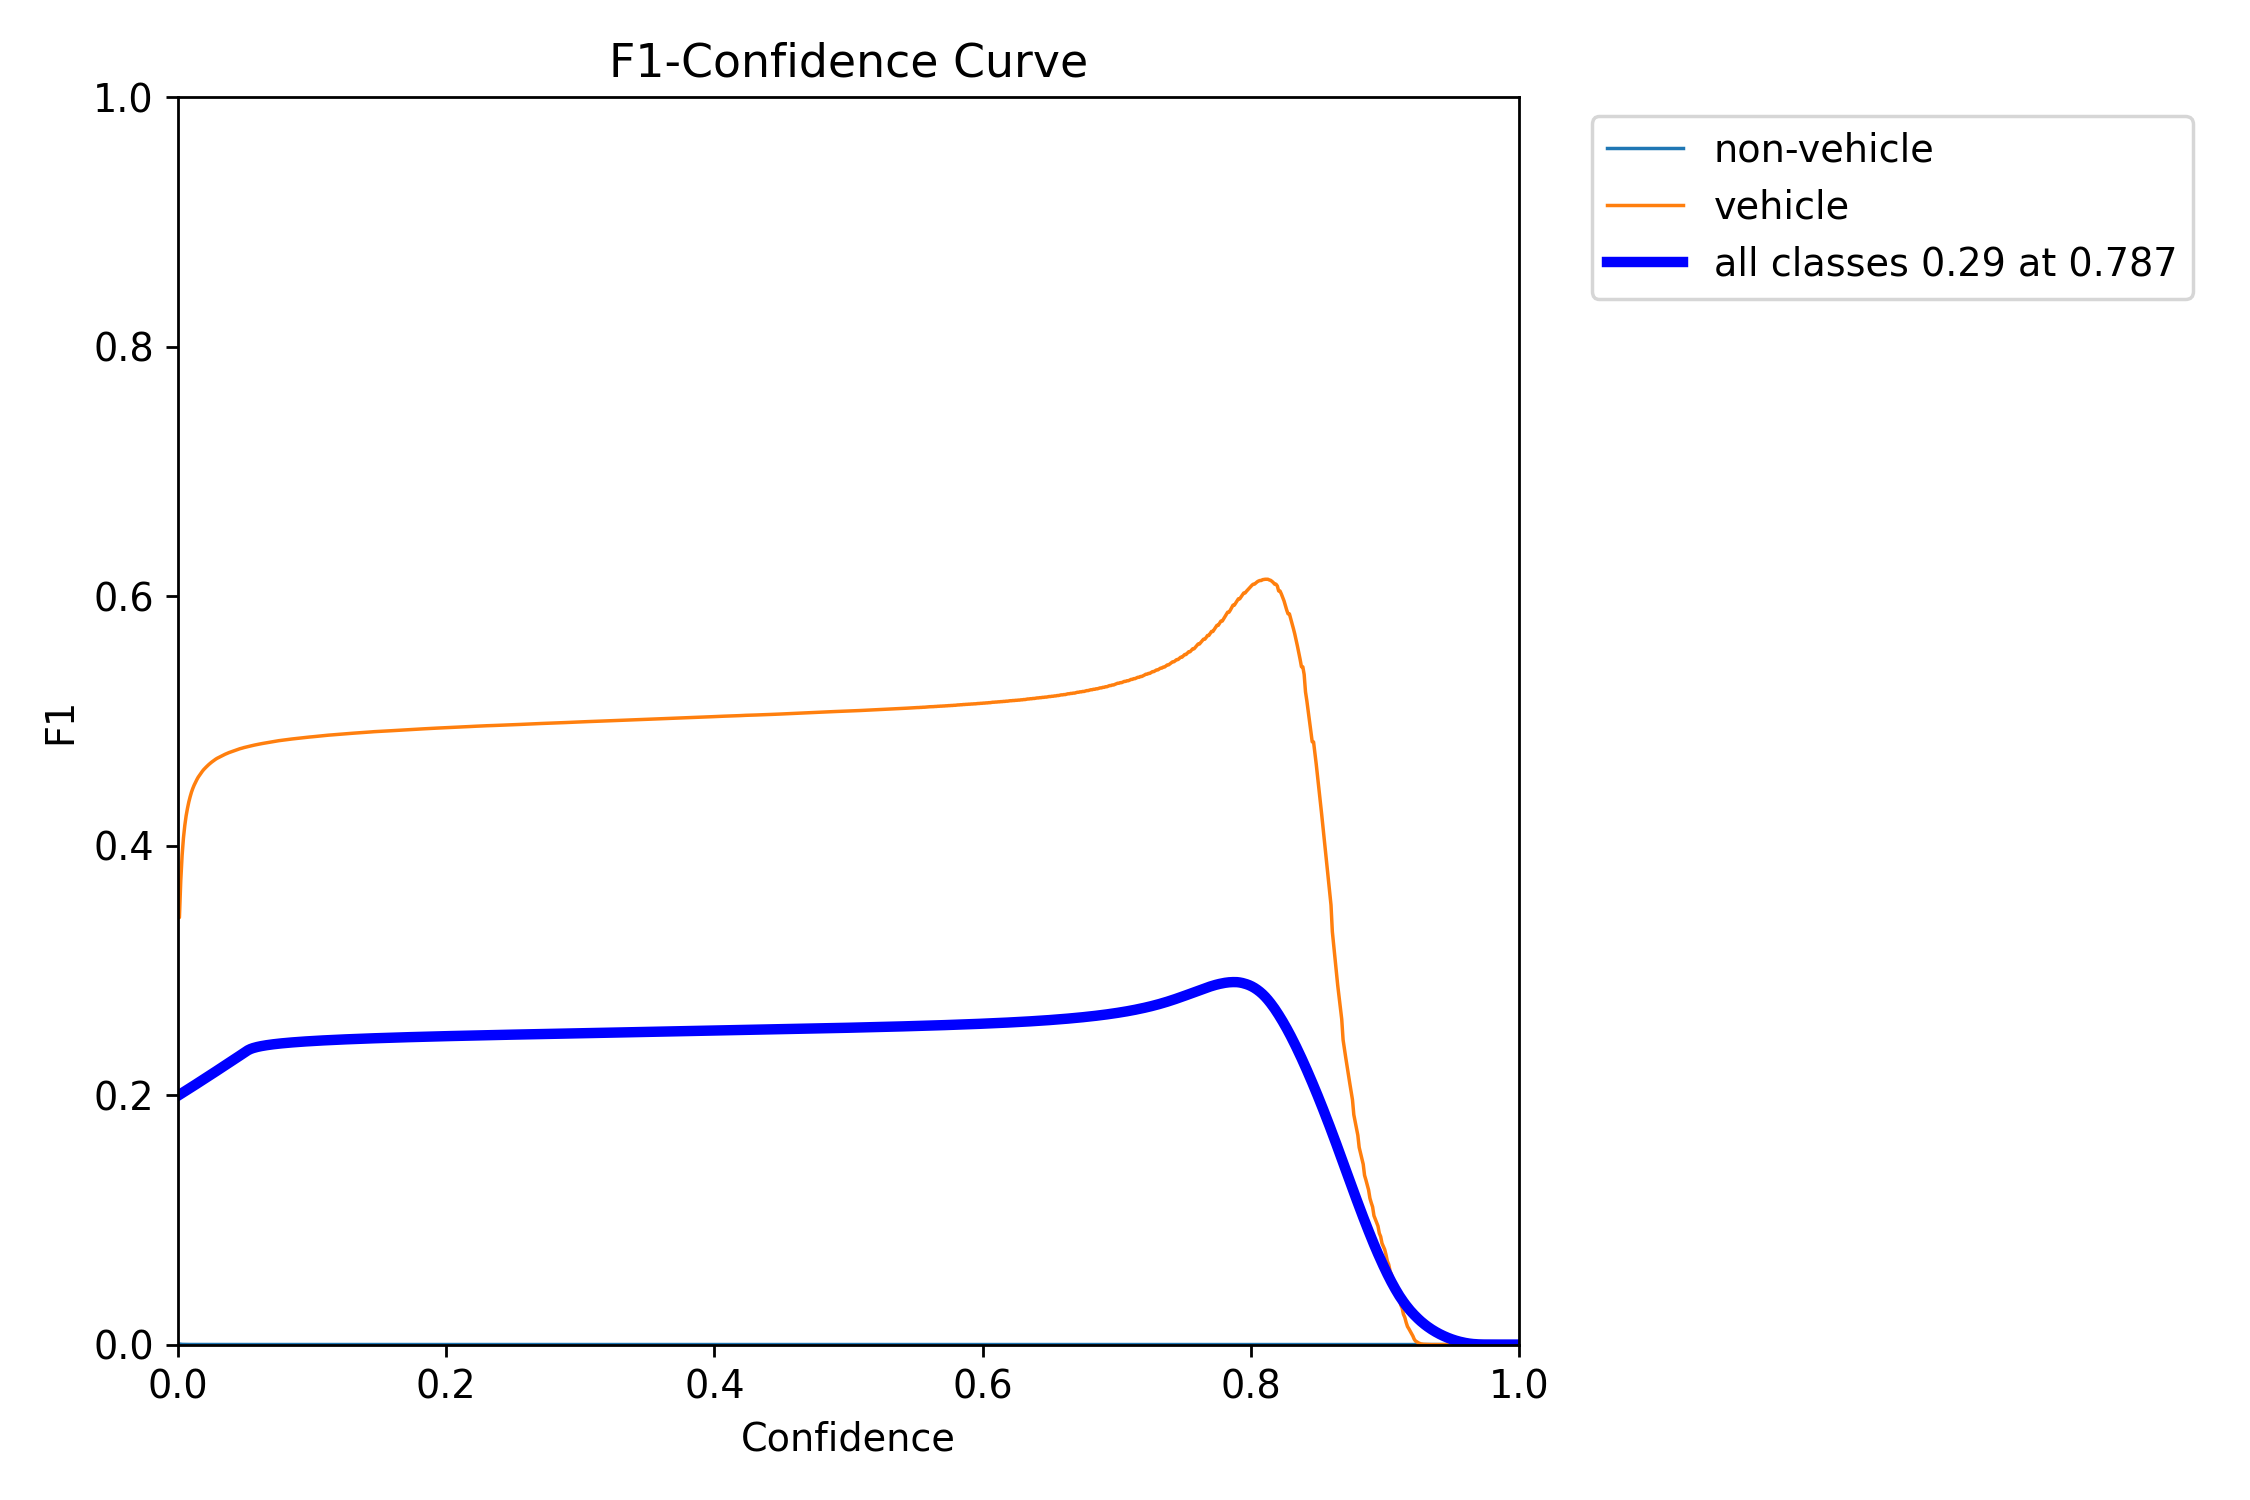 F1-Confidence Curve
1.0
0.8
0.6
0.4
0.2
0.0
F1
0.0 0.2 0.4 0.6 0.8 1.0
Confidence
non-vehicle
vehicle
all classes 0.29 at 0.787